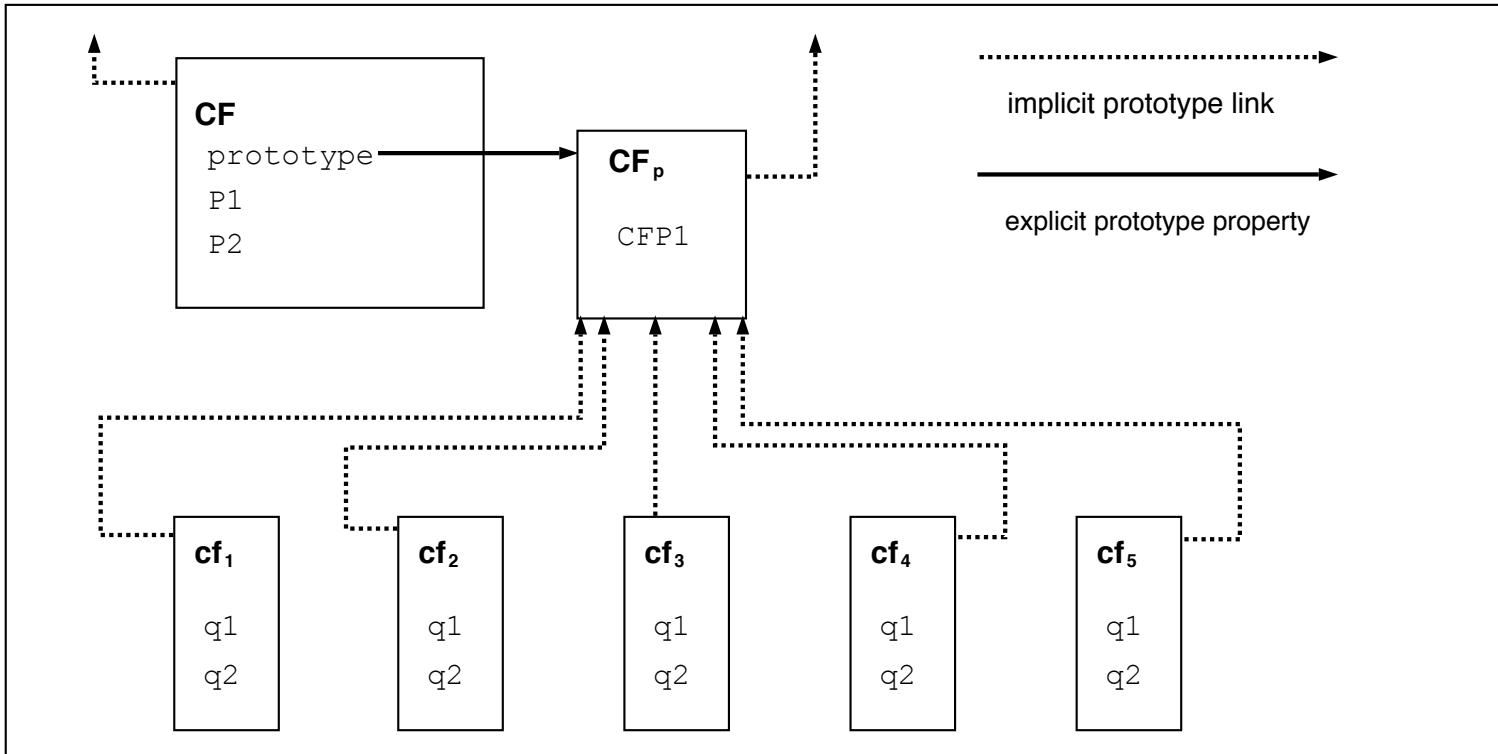 CF
prototype
P1
P2
CFp
CFP1
implicit prototype link
explicit prototype property
cf1
q1
q2
cf2
q1
q2
cf3
q1
q2
cf4
q1
q2
cf5
q1
q2